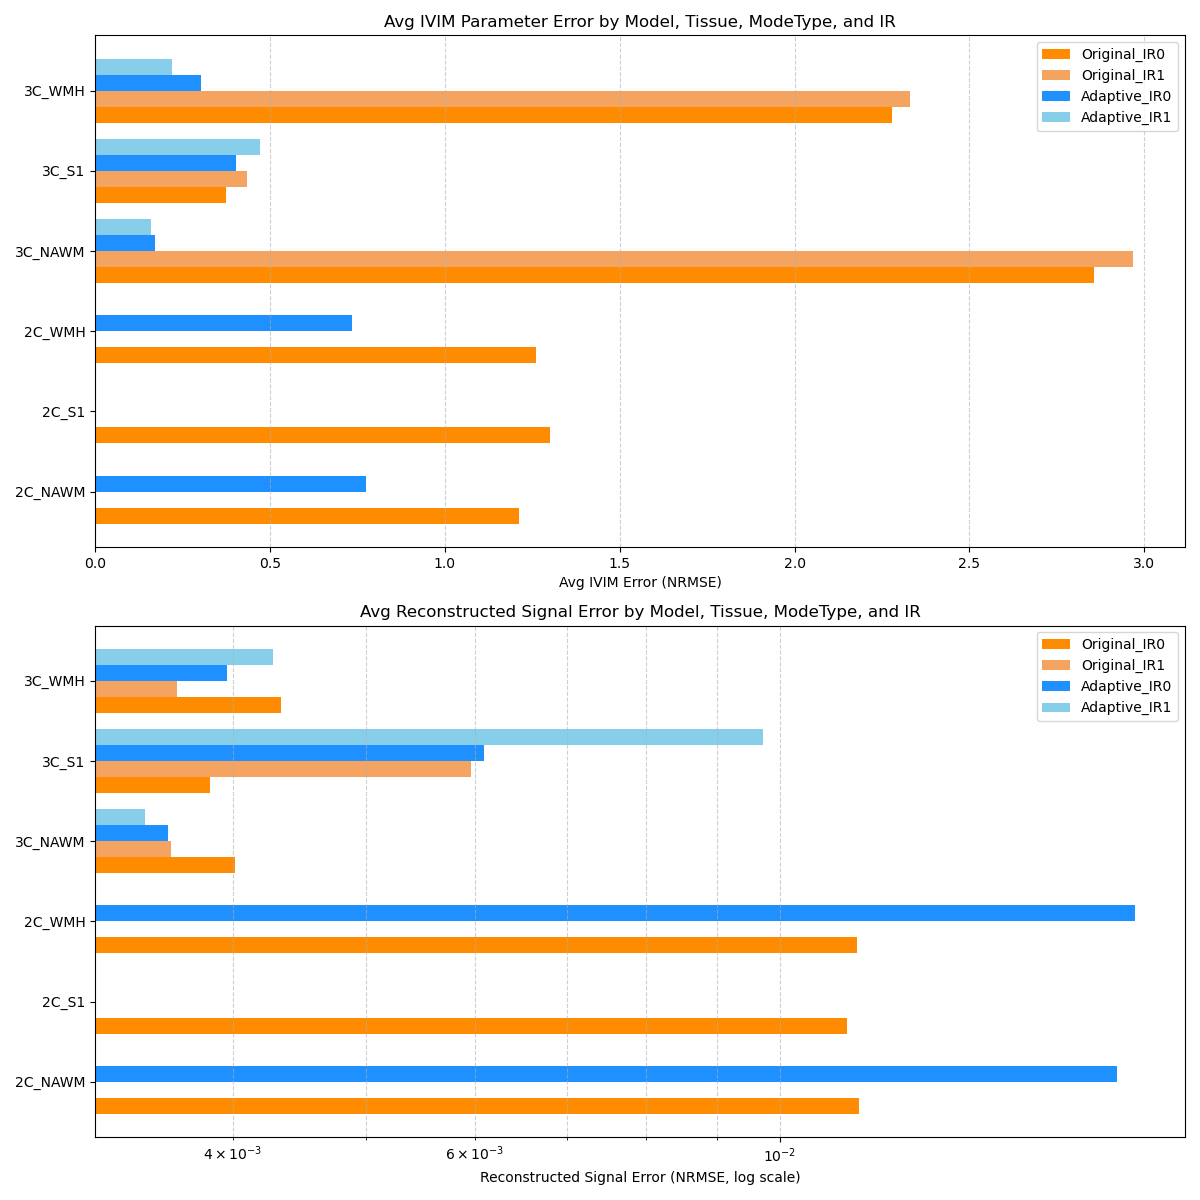 Avg IVIM Parameter Error by Model, Tissue, ModeType, and IR
Original_IR0
Original_IR1
Adaptive_IR0
Adaptive_IR1
3C_WMH
3C_S1
3C_NAWM
2C_WMH
2C_S1
2C_NAWM
0.0 0.5 1.0 1.5 2.0 2.5 3.0
Avg IVIM Error (NRMSE)
Avg Reconstructed Signal Error by Model, Tissue, ModeType, and IR
Original_IR0
Original_IR1
Adaptive_IR0
Adaptive_IR1
3C_WMH
3C_S1
3C_NAWM
2C_WMH
2C_S1
2C_NAWM
4 × 10⁻³ 6 × 10⁻³ 10⁻²
Reconstructed Signal Error (NRMSE, log scale)